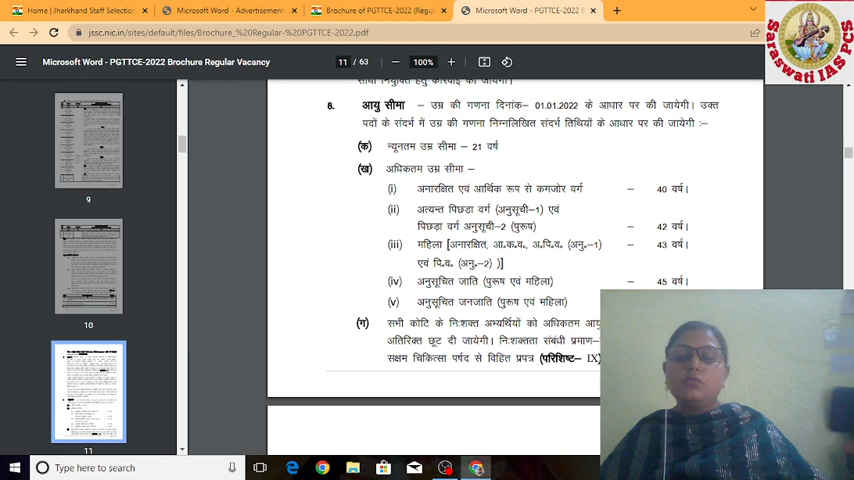 Home | Jharkhand Staff Selection
Microsoft Word - Advertisement
Brochure of PGTTCE-2022 (Regu
Microsoft Word - PGTTCE-2022 B
jssc.nic.in/sites/default/files/Brochure_%20Regular-%20PGTTCE-2022.pdf
Microsoft Word - PGTTCE-2022 Brochure Regular Vacancy
11 / 63
100%
Saraswati IAS PCS
सीधी नियुक्ति हेतु कार्रवाई की जायेगी।
8. आयु सीमा – उम्र की गणना दिनांक- 01.01.2022 के आधार पर की जायेगी। उक्त
पदों के संदर्भ में उम्र की गणना निम्नलिखित संदर्भ तिथियों के आधार पर की जायेगी :-
(क) न्यूनतम उम्र सीमा – 21 वर्ष
(ख) अधिकतम उम्र सीमा –
(i) अनारक्षित एवं आर्थिक रूप से कमजोर वर्ग – 40 वर्ष।
(ii) अत्यन्त पिछडा वर्ग (अनुसूची-1) एवं
पिछडा वर्ग अनुसूची-2 (पुरूष) – 42 वर्ष।
(iii) महिला [अनारक्षित, आ.क.व., अ.पि.व. (अनु.-1) – 43 वर्ष।
एवं पि.व. (अनु.-2) )]
(iv) अनुसूचित जाति (पुरूष एवं महिला) – 45 वर्ष।
(v) अनुसूचित जनजाति (पुरूष एवं महिला)
(ग) सभी कोटि के निःशक्त अभ्यर्थियों को अधिकतम आयु
अतिरिक्त छूट दी जायेगी। निःशक्तता संबंधी प्रमाण–
सक्षम चिकित्सा पर्षद से विहित प्रपत्र (परिशिष्ट– IX)
9
10
11
Type here to search